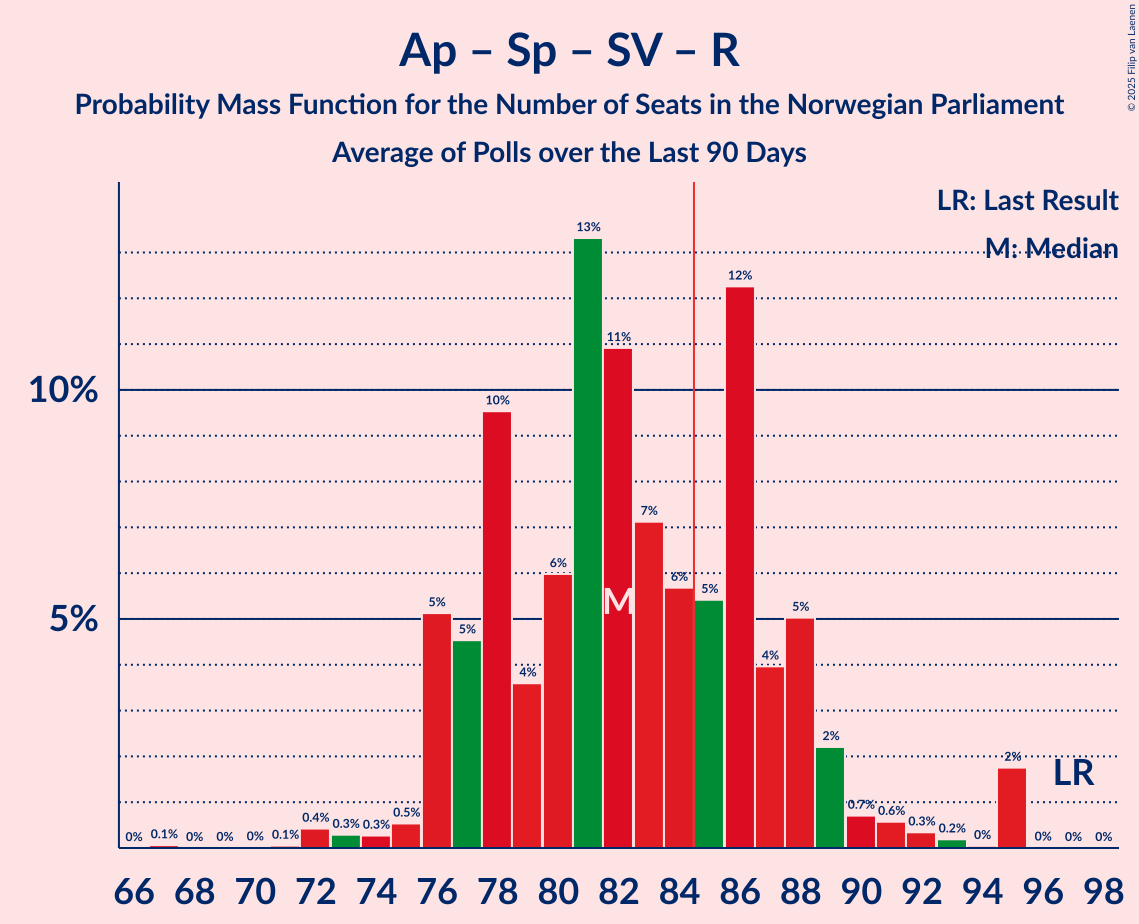 Ap – Sp – SV – R
Probability Mass Function for the Number of Seats in the Norwegian Parliament
Average of Polls over the Last 90 Days
© 2025 Filip van Laenen
LR: Last Result
M: Median
13%
12%
11%
10%
10%
7%
6%
6%
5%
5%
5%
5%
5%
4%
4%
M
2%
2%
LR
0% 0.1% 0% 0% 0% 0.1% 0.4% 0.3% 0.3% 0.5% 0.7% 0.6% 0.3% 0.2% 0% 0% 0% 0%
66 68 70 72 74 76 78 80 82 84 86 88 90 92 94 96 98